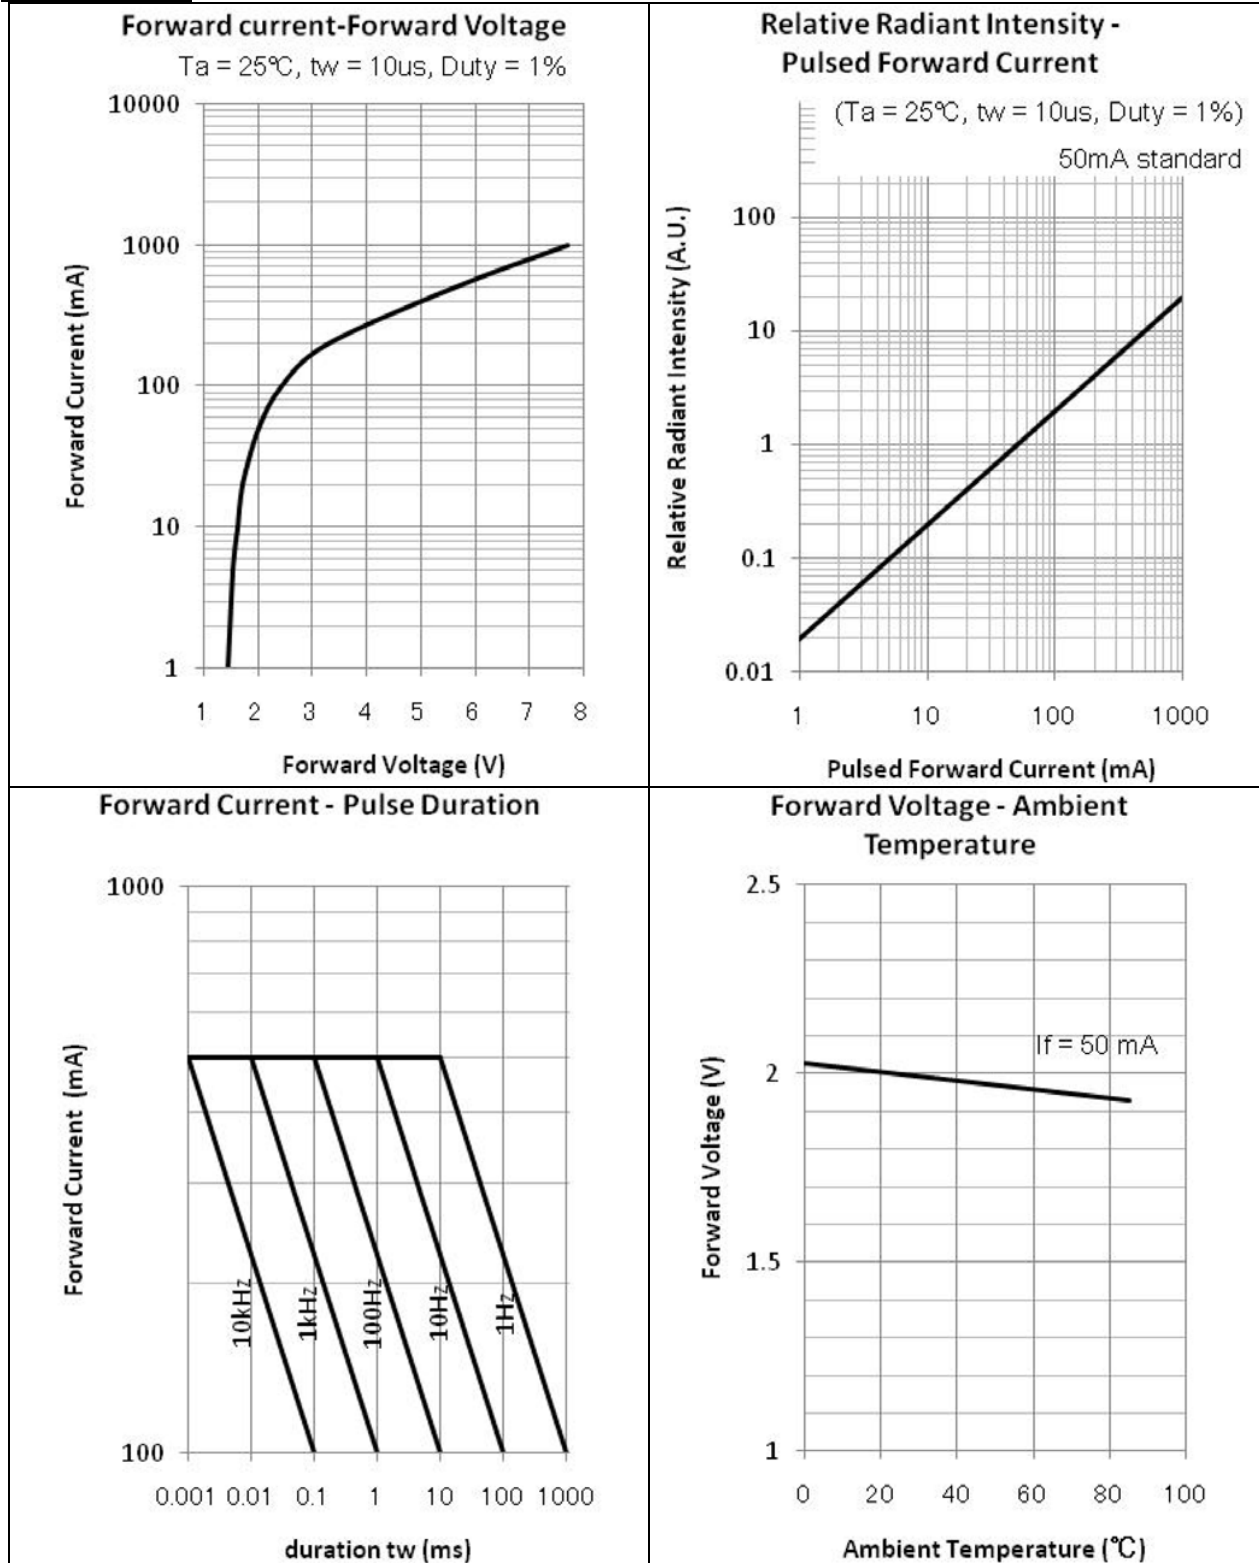 Forward current-Forward Voltage
Ta = 25℃, tw = 10us, Duty = 1%
10000
1000
100
10
1
Forward Current (mA)
1 2 3 4 5 6 7 8
Forward Voltage (V)
Relative Radiant Intensity -
Pulsed Forward Current
(Ta = 25℃, tw = 10us, Duty = 1%)
50mA standard
100
10
1
0.1
0.01
Relative Radiant Intensity (A.U.)
1 10 100 1000
Pulsed Forward Current (mA)
Forward Current - Pulse Duration
1000
100
Forward Current (mA)
10kHz
1kHz
100Hz
10Hz
1Hz
0.001 0.01 0.1 1 10 100 1000
duration tw (ms)
Forward Voltage - Ambient
Temperature
2.5
2
1.5
1
Forward Voltage (V)
If = 50 mA
0 20 40 60 80 100
Ambient Temperature (℃)